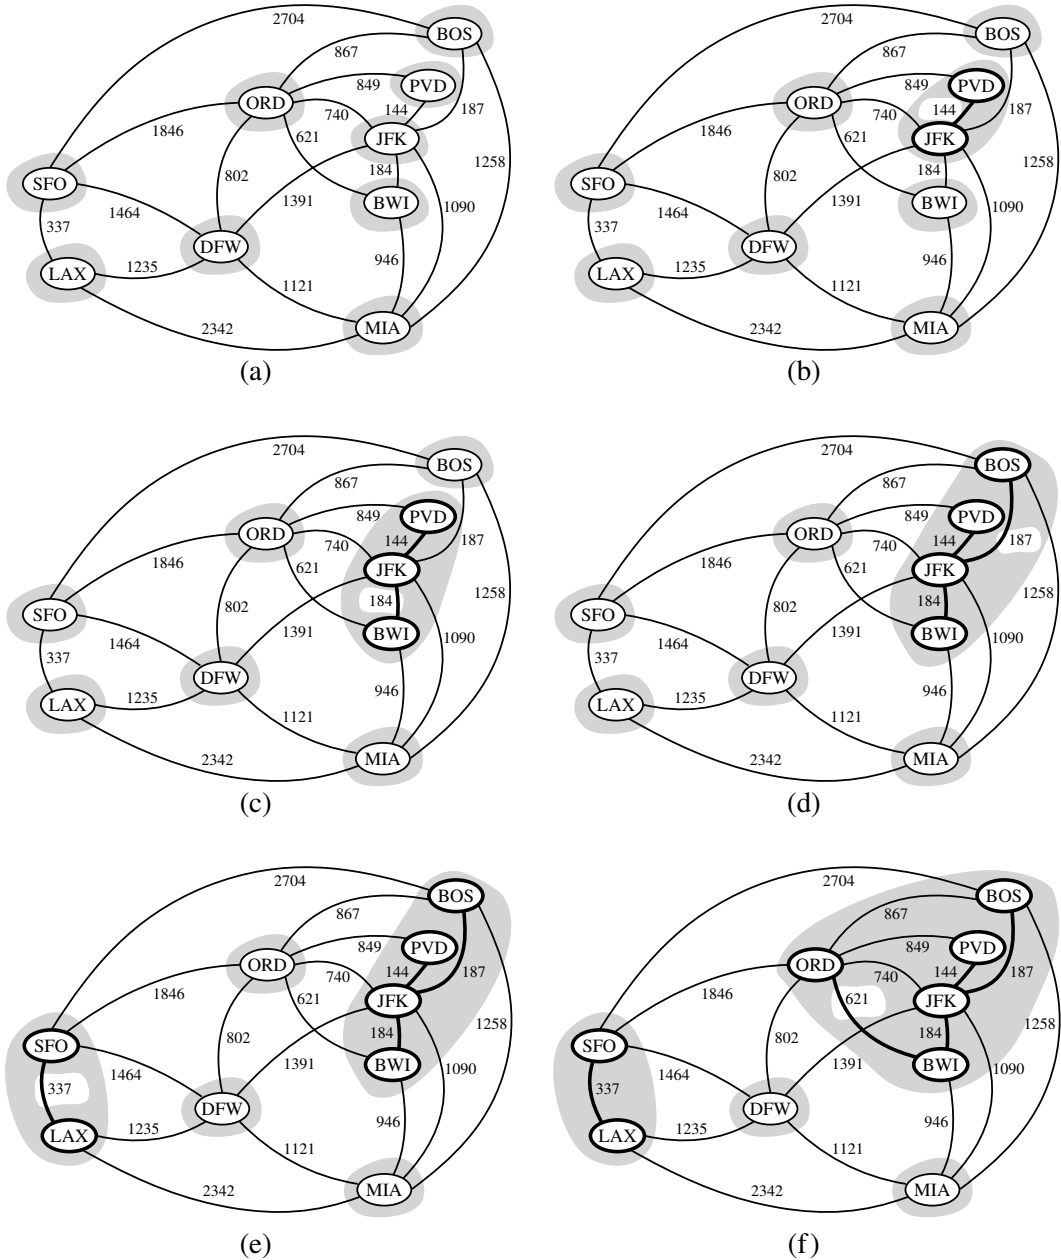 2704
BOS
867
849
PVD
ORD
740
144
187
1846
JFK
621
1258
184
SFO
802
1391
BWI
1464
1090
337
DFW
946
LAX
1235
1121
2342
MIA
(a)
2704
BOS
867
849
PVD
ORD
740
144
187
1846
JFK
621
1258
184
SFO
802
1391
BWI
1464
1090
337
DFW
946
LAX
1235
1121
2342
MIA
(b)
2704
BOS
867
849
PVD
ORD
740
144
187
1846
JFK
621
1258
184
SFO
802
1391
BWI
1464
1090
337
DFW
946
LAX
1235
1121
2342
MIA
(c)
2704
BOS
867
849
PVD
ORD
740
144
187
1846
JFK
621
1258
184
SFO
802
1391
BWI
1464
1090
337
DFW
946
LAX
1235
1121
2342
MIA
(d)
2704
BOS
867
849
PVD
ORD
740
144
187
1846
JFK
621
1258
184
SFO
802
1391
BWI
1464
1090
337
DFW
946
LAX
1235
1121
2342
MIA
(e)
2704
BOS
867
849
PVD
ORD
740
144
187
1846
JFK
621
1258
184
SFO
802
1391
BWI
1464
1090
337
DFW
946
LAX
1235
1121
2342
MIA
(f)